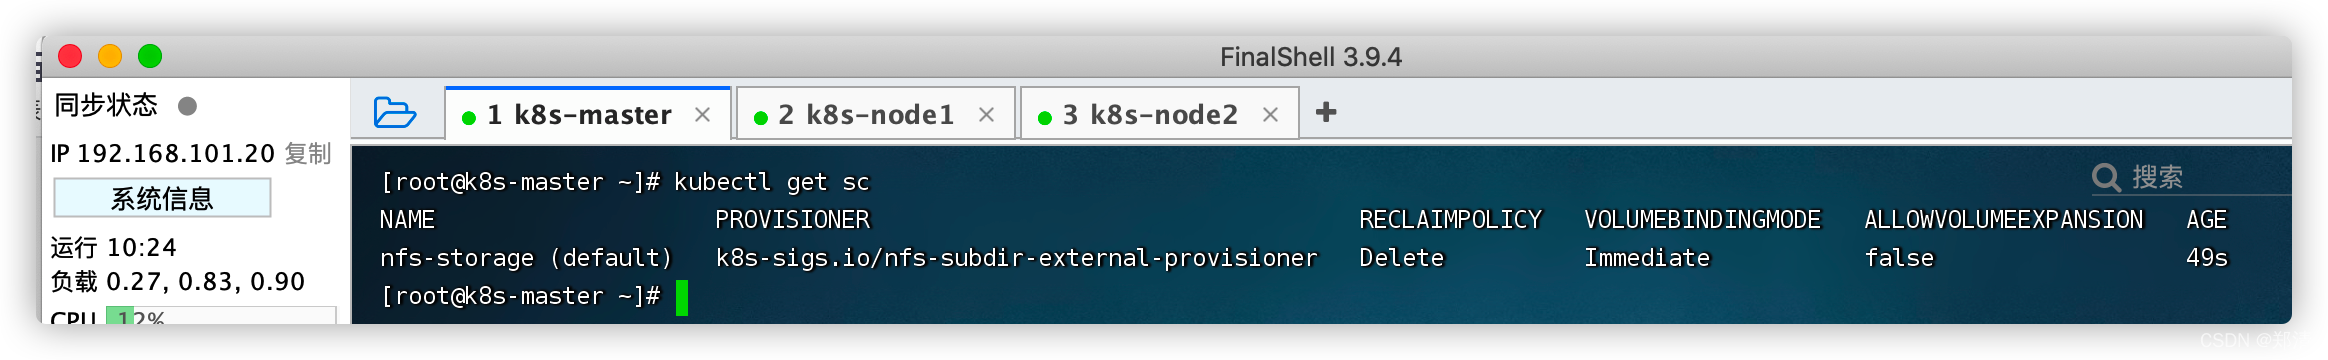 FinalShell 3.9.4
同步状态
1 k8s-master
2 k8s-node1
3 k8s-node2
IP 192.168.101.20 复制
系统信息
运行 10:24
负载 0.27, 0.83, 0.90
CPU 12%
搜索
[root@k8s-master ~]# kubectl get sc
NAME PROVISIONER RECLAIMPOLICY VOLUMEBINDINGMODE ALLOWVOLUMEEXPANSION AGE
nfs-storage (default) k8s-sigs.io/nfs-subdir-external-provisioner Delete Immediate false 49s
[root@k8s-master ~]#
CSDN